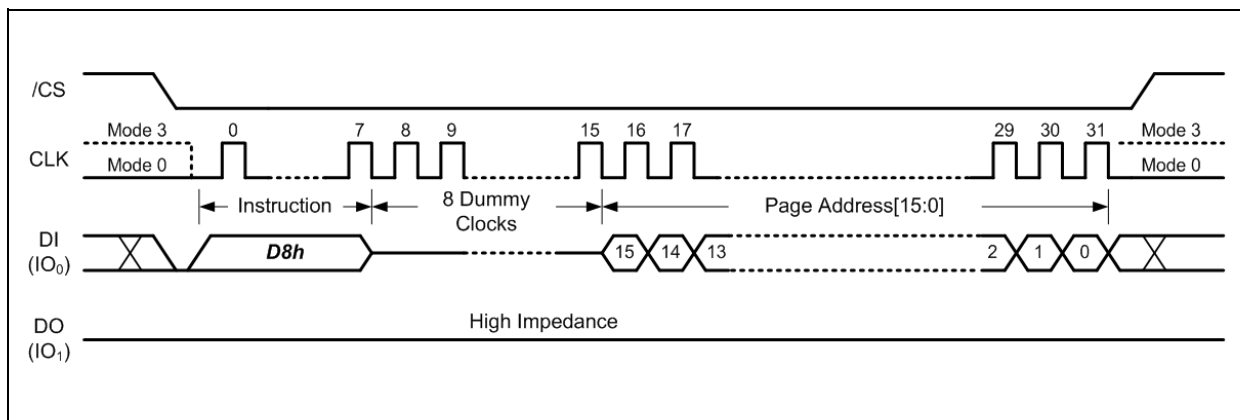 /CS
Mode 3 0 7 8 9 15 16 17 29 30 31 Mode 3
CLK
Mode 0 Mode 0
Instruction 8 Dummy Clocks Page Address[15:0]
DI (IO₀)
D8h 15 14 13 2 1 0
High Impedance
DO (IO₁)